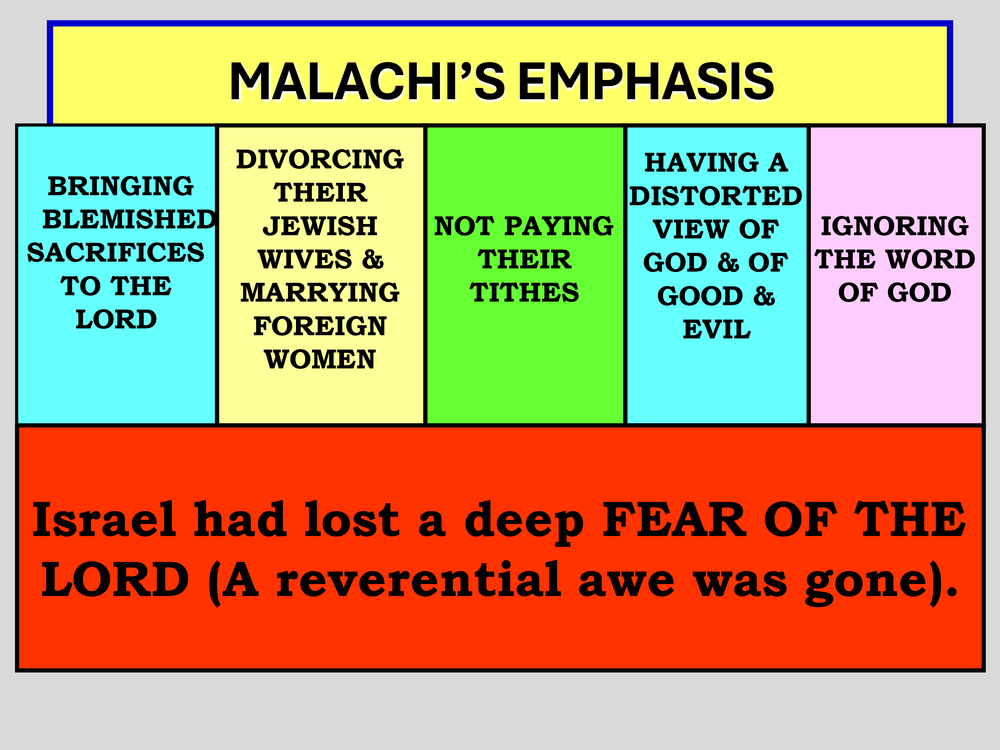 MALACHI’S EMPHASIS
BRINGING
BLEMISHED
SACRIFICES
TO THE
LORD
DIVORCING
THEIR
JEWISH
WIVES &
MARRYING
FOREIGN
WOMEN
NOT PAYING
THEIR
TITHES
HAVING A
DISTORTED
VIEW OF
GOD & OF
GOOD &
EVIL
IGNORING
THE WORD
OF GOD
Israel had lost a deep FEAR OF THE
LORD (A reverential awe was gone).